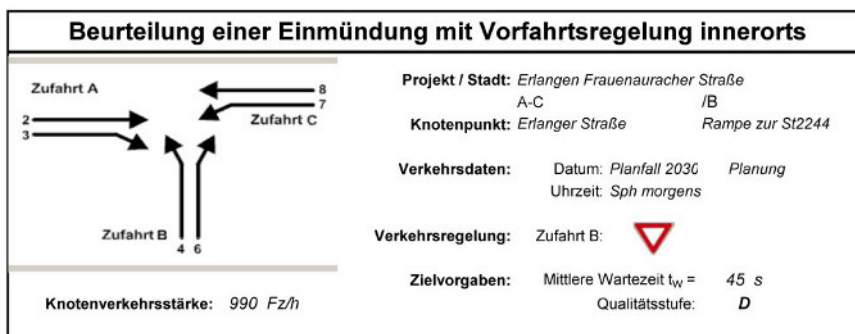 Beurteilung einer Einmündung mit Vorfahrtsregelung innerorts
Zufahrt A
2
3
8
7
Zufahrt C
Zufahrt B
4 6
Knotenverkehrsstärke: 990 Fz/h
Projekt / Stadt: Erlangen Frauenauracher Straße
A-C /B
Knotenpunkt: Erlanger Straße Rampe zur St2244
Verkehrsdaten: Datum: Planfall 2030 Planung
Uhrzeit: Sph morgens
Verkehrsregelung: Zufahrt B:
Zielvorgaben: Mittlere Wartezeit tw = 45 s
Qualitätsstufe: D